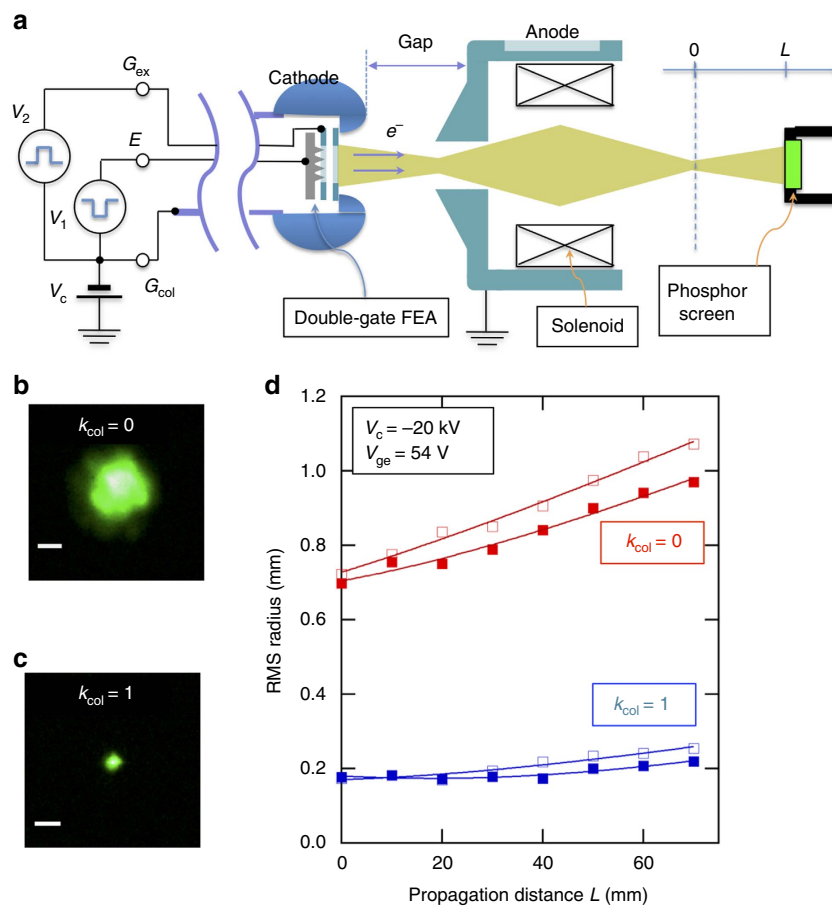 a
Anode
Gap
0
L
Cathode
G_ex
V_2
E
e⁻
V_1
V_c
G_col
Double-gate FEA
Solenoid
Phosphor
screen
b
k_col = 0
c
k_col = 1
d
1.2
1.0
0.8
0.6
0.4
0.2
0.0
RMS radius (mm)
V_c = –20 kV
V_ge = 54 V
k_col = 0
k_col = 1
0
20
40
60
Propagation distance L (mm)